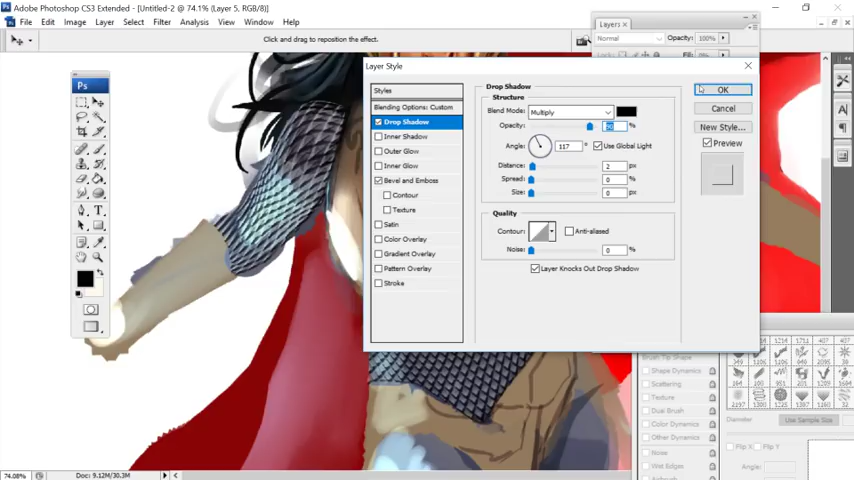 Adobe Photoshop CS3 Extended - [Untitled-2 @ 74.1% (Layer 5, RGB/8)]
File Edit Image Layer Select Filter Analysis View Window Help
Click and drag to reposition the effect.
Layers ×
Normal Opacity: 100%
Fill:
Ps
Layer Style
Styles
Blending Options: Custom
Drop Shadow
Inner Shadow
Outer Glow
Inner Glow
Bevel and Emboss
Contour
Texture
Satin
Color Overlay
Gradient Overlay
Pattern Overlay
Stroke
Drop Shadow
Structure
Blend Mode: Multiply
Opacity: %
Angle: 117 ° Use Global Light
Distance: 2 px
Spread: 0 %
Size: 0 px
Quality
Contour: Anti-aliased
Noise: 0 %
Layer Knocks Out Drop Shadow
OK
Cancel
New Style...
Preview
Brush Tip Shape
Shape Dynamics
Scattering
Texture
Dual Brush
Color Dynamics
Other Dynamics
Noise
Wet Edges
Diameter Use Sample Size
Flip X Flip Y
Angle:
74.08% Doc: 9.12M/30.3M